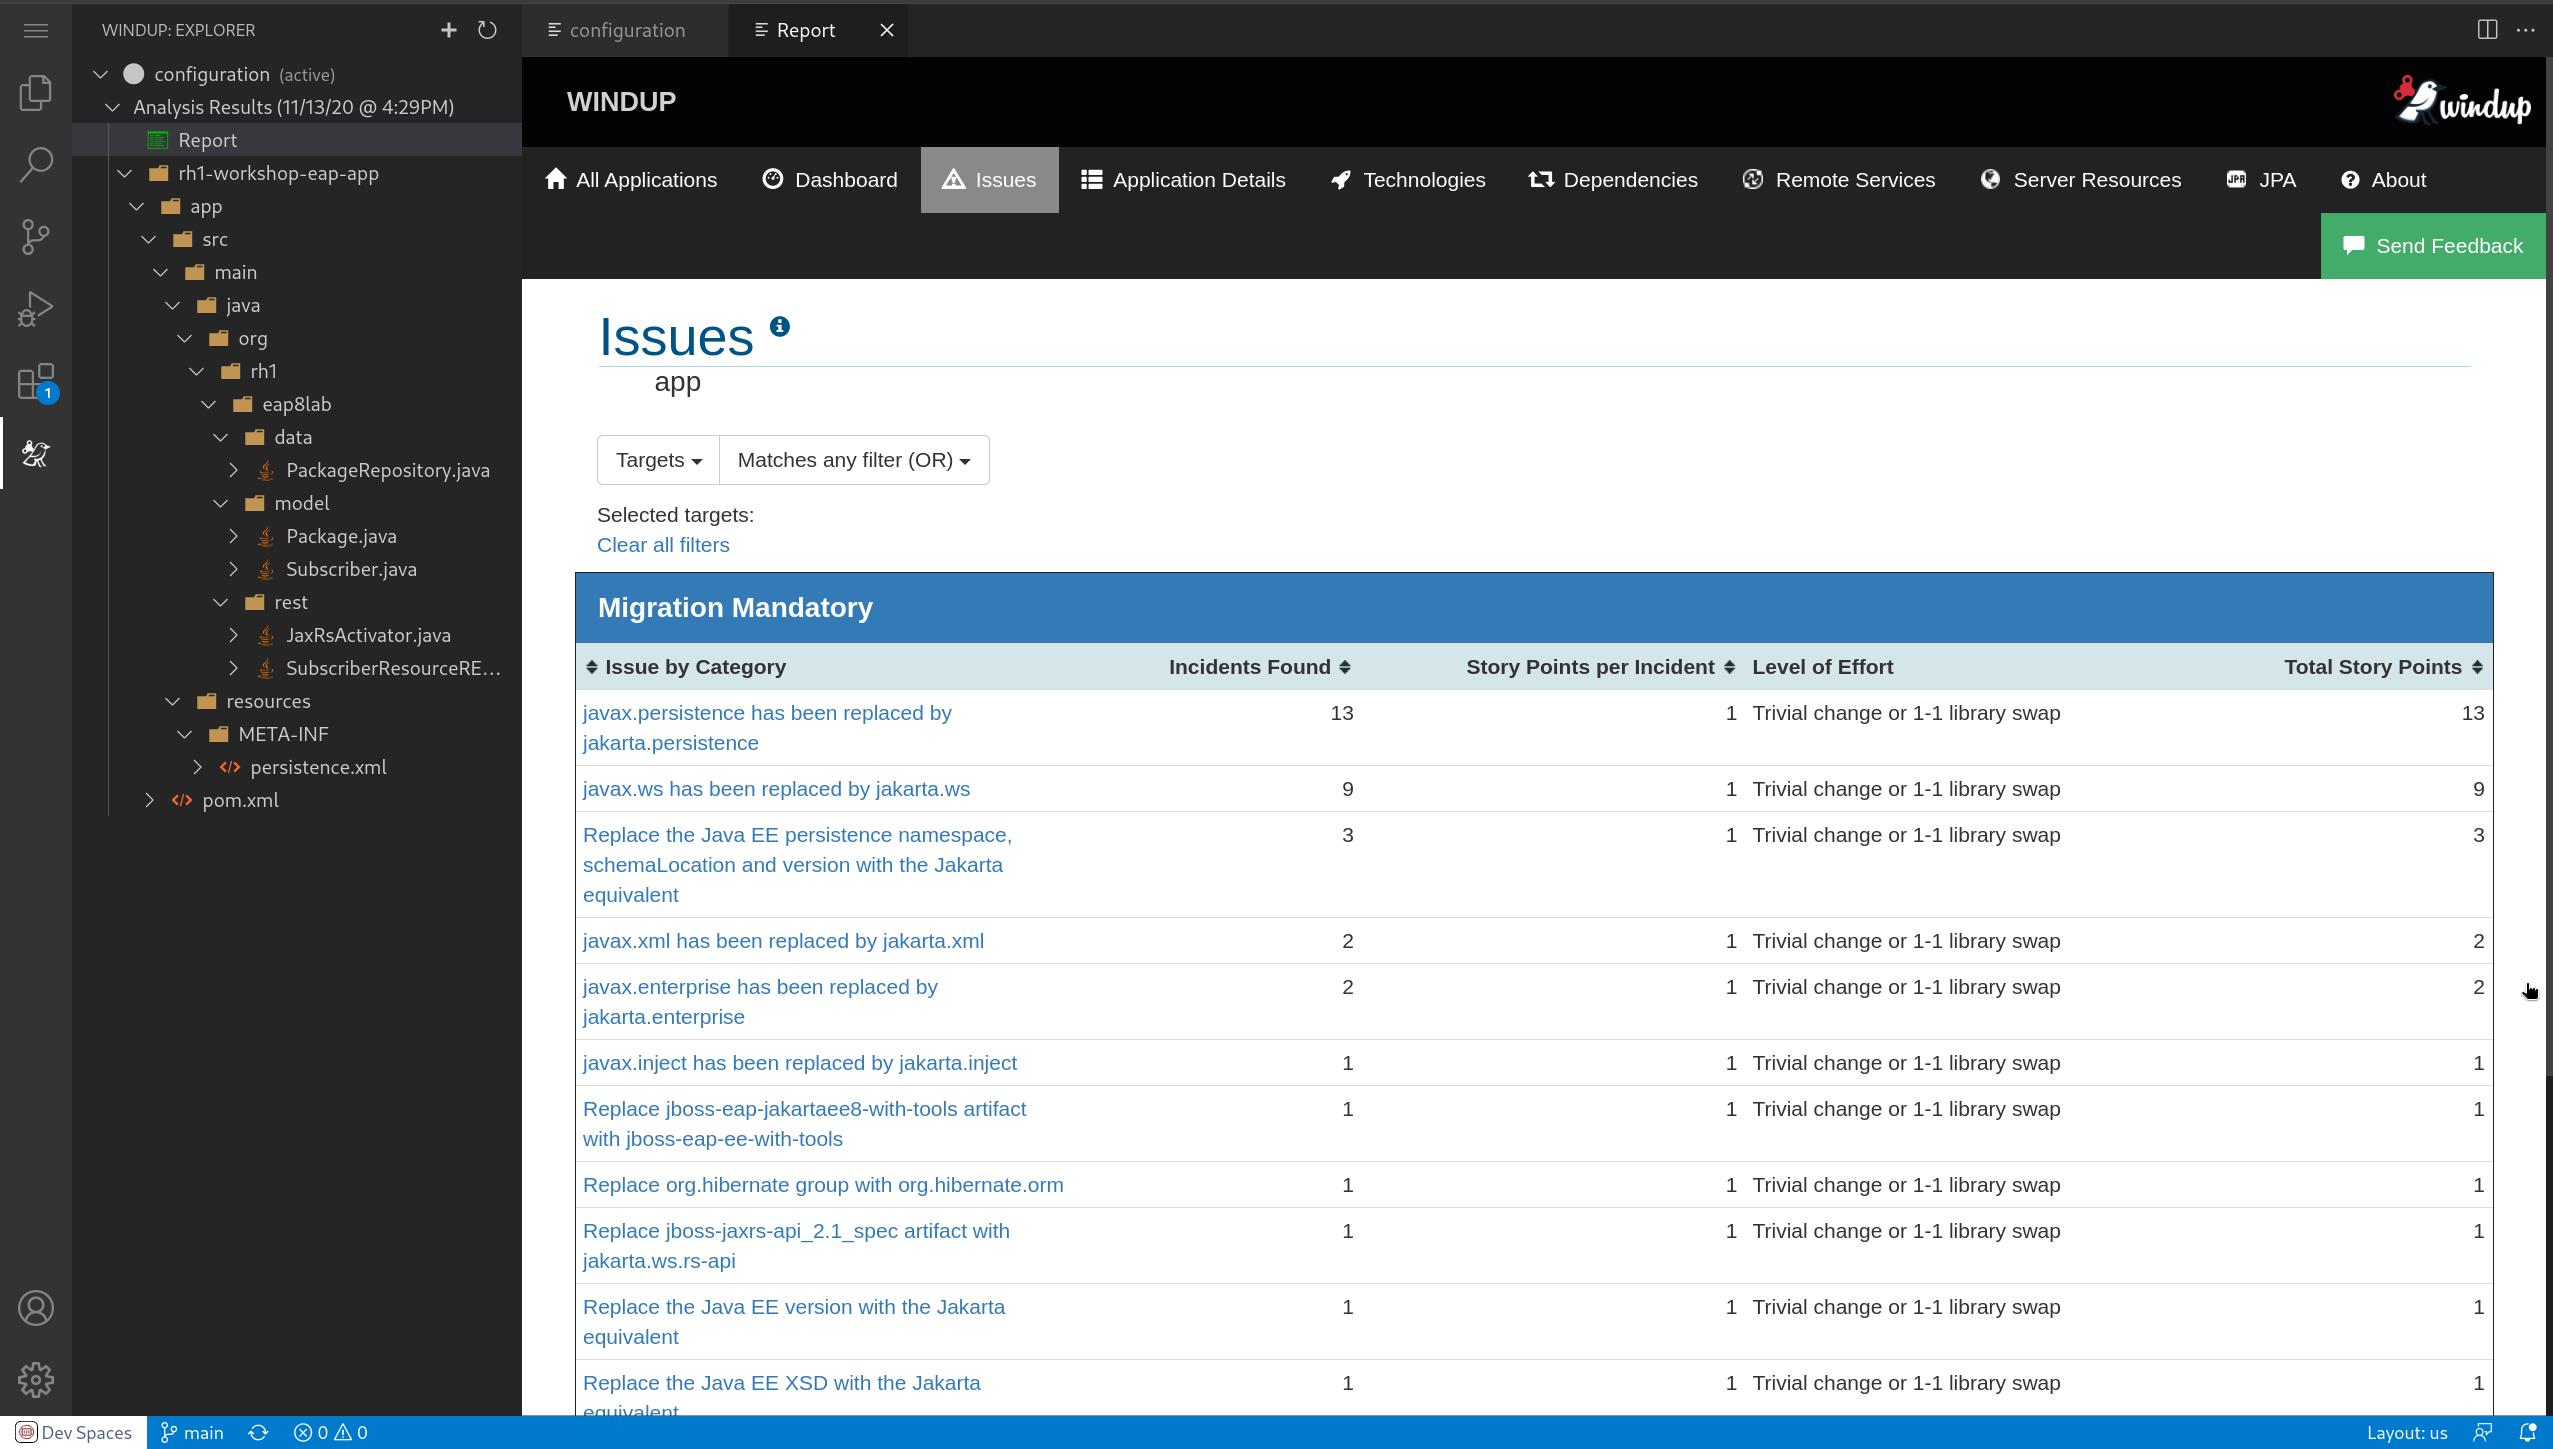 WINDUP: EXPLORER
configuration (active)
Analysis Results (11/13/20 @ 4:29PM)
Report
rh1-workshop-eap-app
app
src
main
java
org
rh1
eap8lab
data
PackageRepository.java
model
Package.java
Subscriber.java
rest
JaxRsActivator.java
SubscriberResourceRE...
resources
META-INF
persistence.xml
pom.xml
1
configuration
Report
WINDUP
windup
All Applications
Dashboard
Issues
Application Details
Technologies
Dependencies
Remote Services
Server Resources
JPA
About
Send Feedback
Issues
app
Targets
Matches any filter (OR)
Selected targets:
Clear all filters
Migration Mandatory
Issue by Category Incidents Found Story Points per Incident Level of Effort Total Story Points
javax.persistence has been replaced by 13 1 Trivial change or 1-1 library swap 13
jakarta.persistence
javax.ws has been replaced by jakarta.ws 9 1 Trivial change or 1-1 library swap 9
Replace the Java EE persistence namespace, 3 1 Trivial change or 1-1 library swap 3
schemaLocation and version with the Jakarta
equivalent
javax.xml has been replaced by jakarta.xml 2 1 Trivial change or 1-1 library swap 2
javax.enterprise has been replaced by 2 1 Trivial change or 1-1 library swap 2
jakarta.enterprise
javax.inject has been replaced by jakarta.inject 1 1 Trivial change or 1-1 library swap 1
Replace jboss-eap-jakartaee8-with-tools artifact 1 1 Trivial change or 1-1 library swap 1
with jboss-eap-ee-with-tools
Replace org.hibernate group with org.hibernate.orm 1 1 Trivial change or 1-1 library swap 1
Replace jboss-jaxrs-api_2.1_spec artifact with 1 1 Trivial change or 1-1 library swap 1
jakarta.ws.rs-api
Replace the Java EE version with the Jakarta 1 1 Trivial change or 1-1 library swap 1
equivalent
Replace the Java EE XSD with the Jakarta 1 1 Trivial change or 1-1 library swap 1
equivalent
Dev Spaces
main
0 0
Layout: us